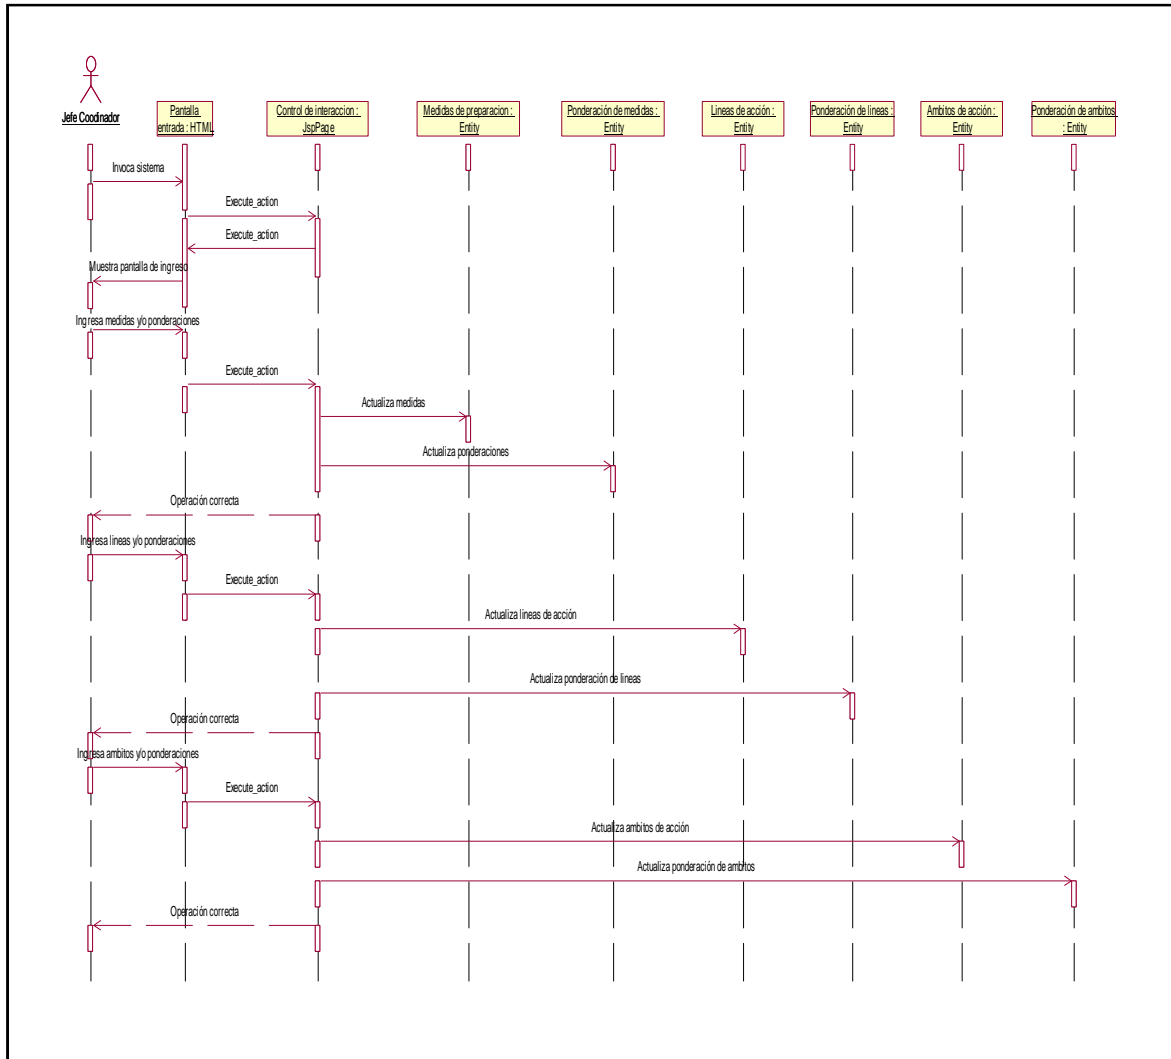 Jefe Coodinador
Pantalla
entrada : HTML
Control de interaccion :
JspPage
Medidas de preparacion :
Entity
Ponderación de medidas :
Entity
Lineas de acción :
Entity
Ponderación de lineas :
Entity
Ambitos de acción :
Entity
Ponderación de ambitos
: Entity
Invoca sistema
Execute_action
Execute_action
Muestra pantalla de ingreso
Ingresa medidas y/o ponderaciones
Execute_action
Actualiza medidas
Actualiza ponderaciones
Operación correcta
Ingresa lineas y/o ponderaciones
Execute_action
Actualiza lineas de acción
Actualiza ponderación de lineas
Operación correcta
Ingresa ambitos y/o ponderaciones
Execute_action
Actualiza ambitos de acción
Actualiza ponderación de ambitos
Operación correcta